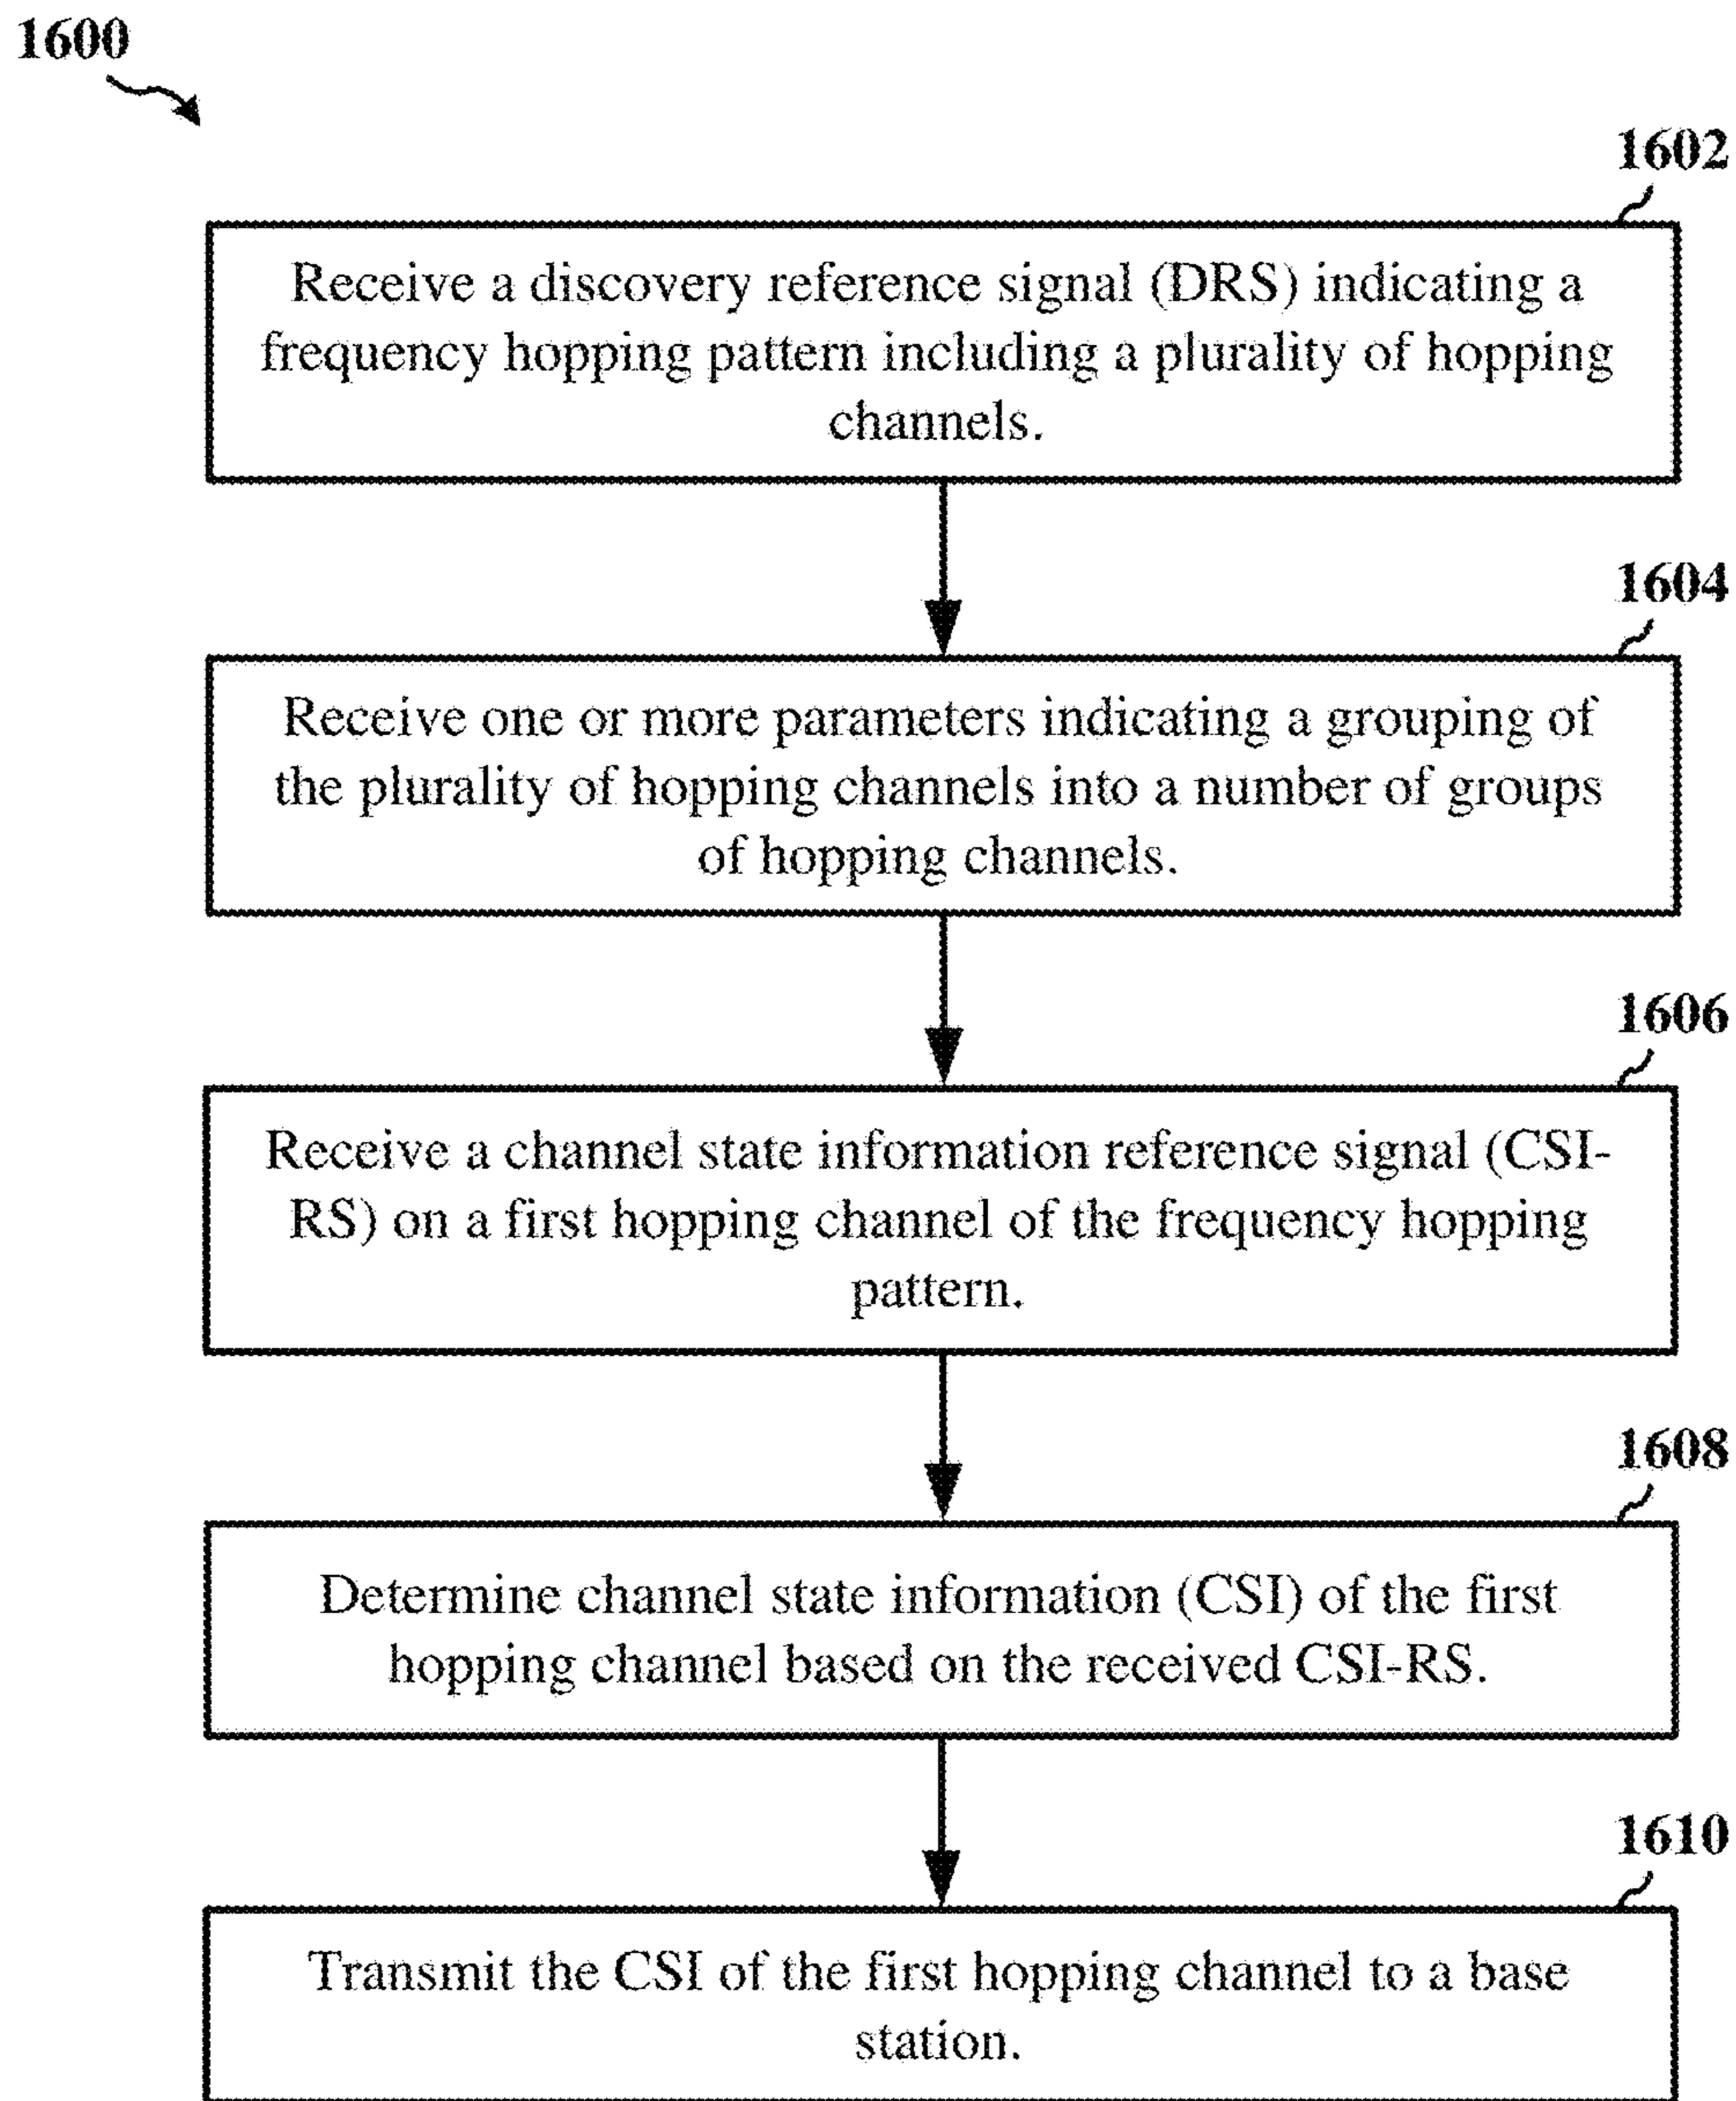 1600
1602
Receive a discovery reference signal (DRS) indicating a
frequency hopping pattern including a plurality of hopping
channels.
1604
Receive one or more parameters indicating a grouping of
the plurality of hopping channels into a number of groups
of hopping channels.
1606
Receive a channel state information reference signal (CSI-
RS) on a first hopping channel of the frequency hopping
pattern.
1608
Determine channel state information (CSI) of the first
hopping channel based on the received CSI-RS.
1610
Transmit the CSI of the first hopping channel to a base
station.